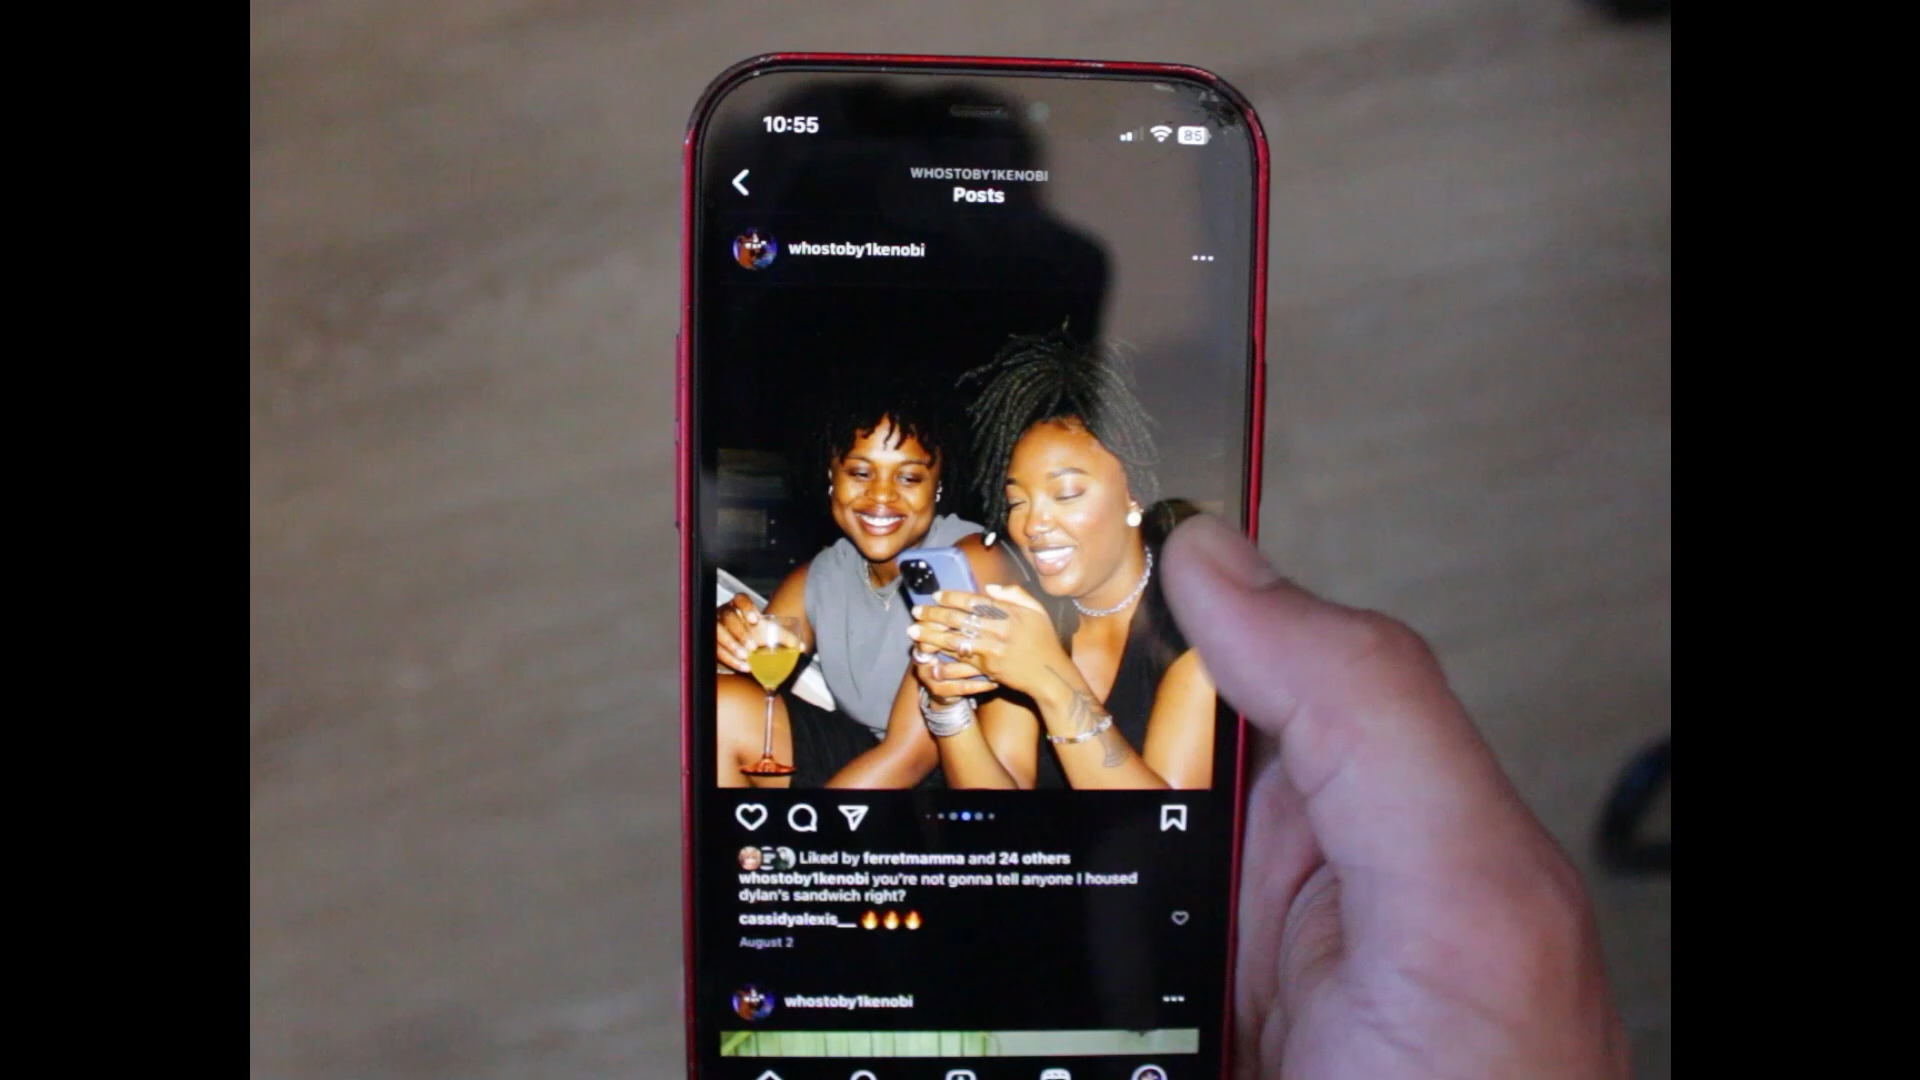 10:55
85
WHOSTOBY1KENOBI
Posts
whostoby1kenobi
Liked by ferretmamma and 24 others
whostoby1kenobi you're not gonna tell anyone I housed
dylan's sandwich right?
cassidyalexis__ 🔥🔥🔥
August 2
whostoby1kenobi